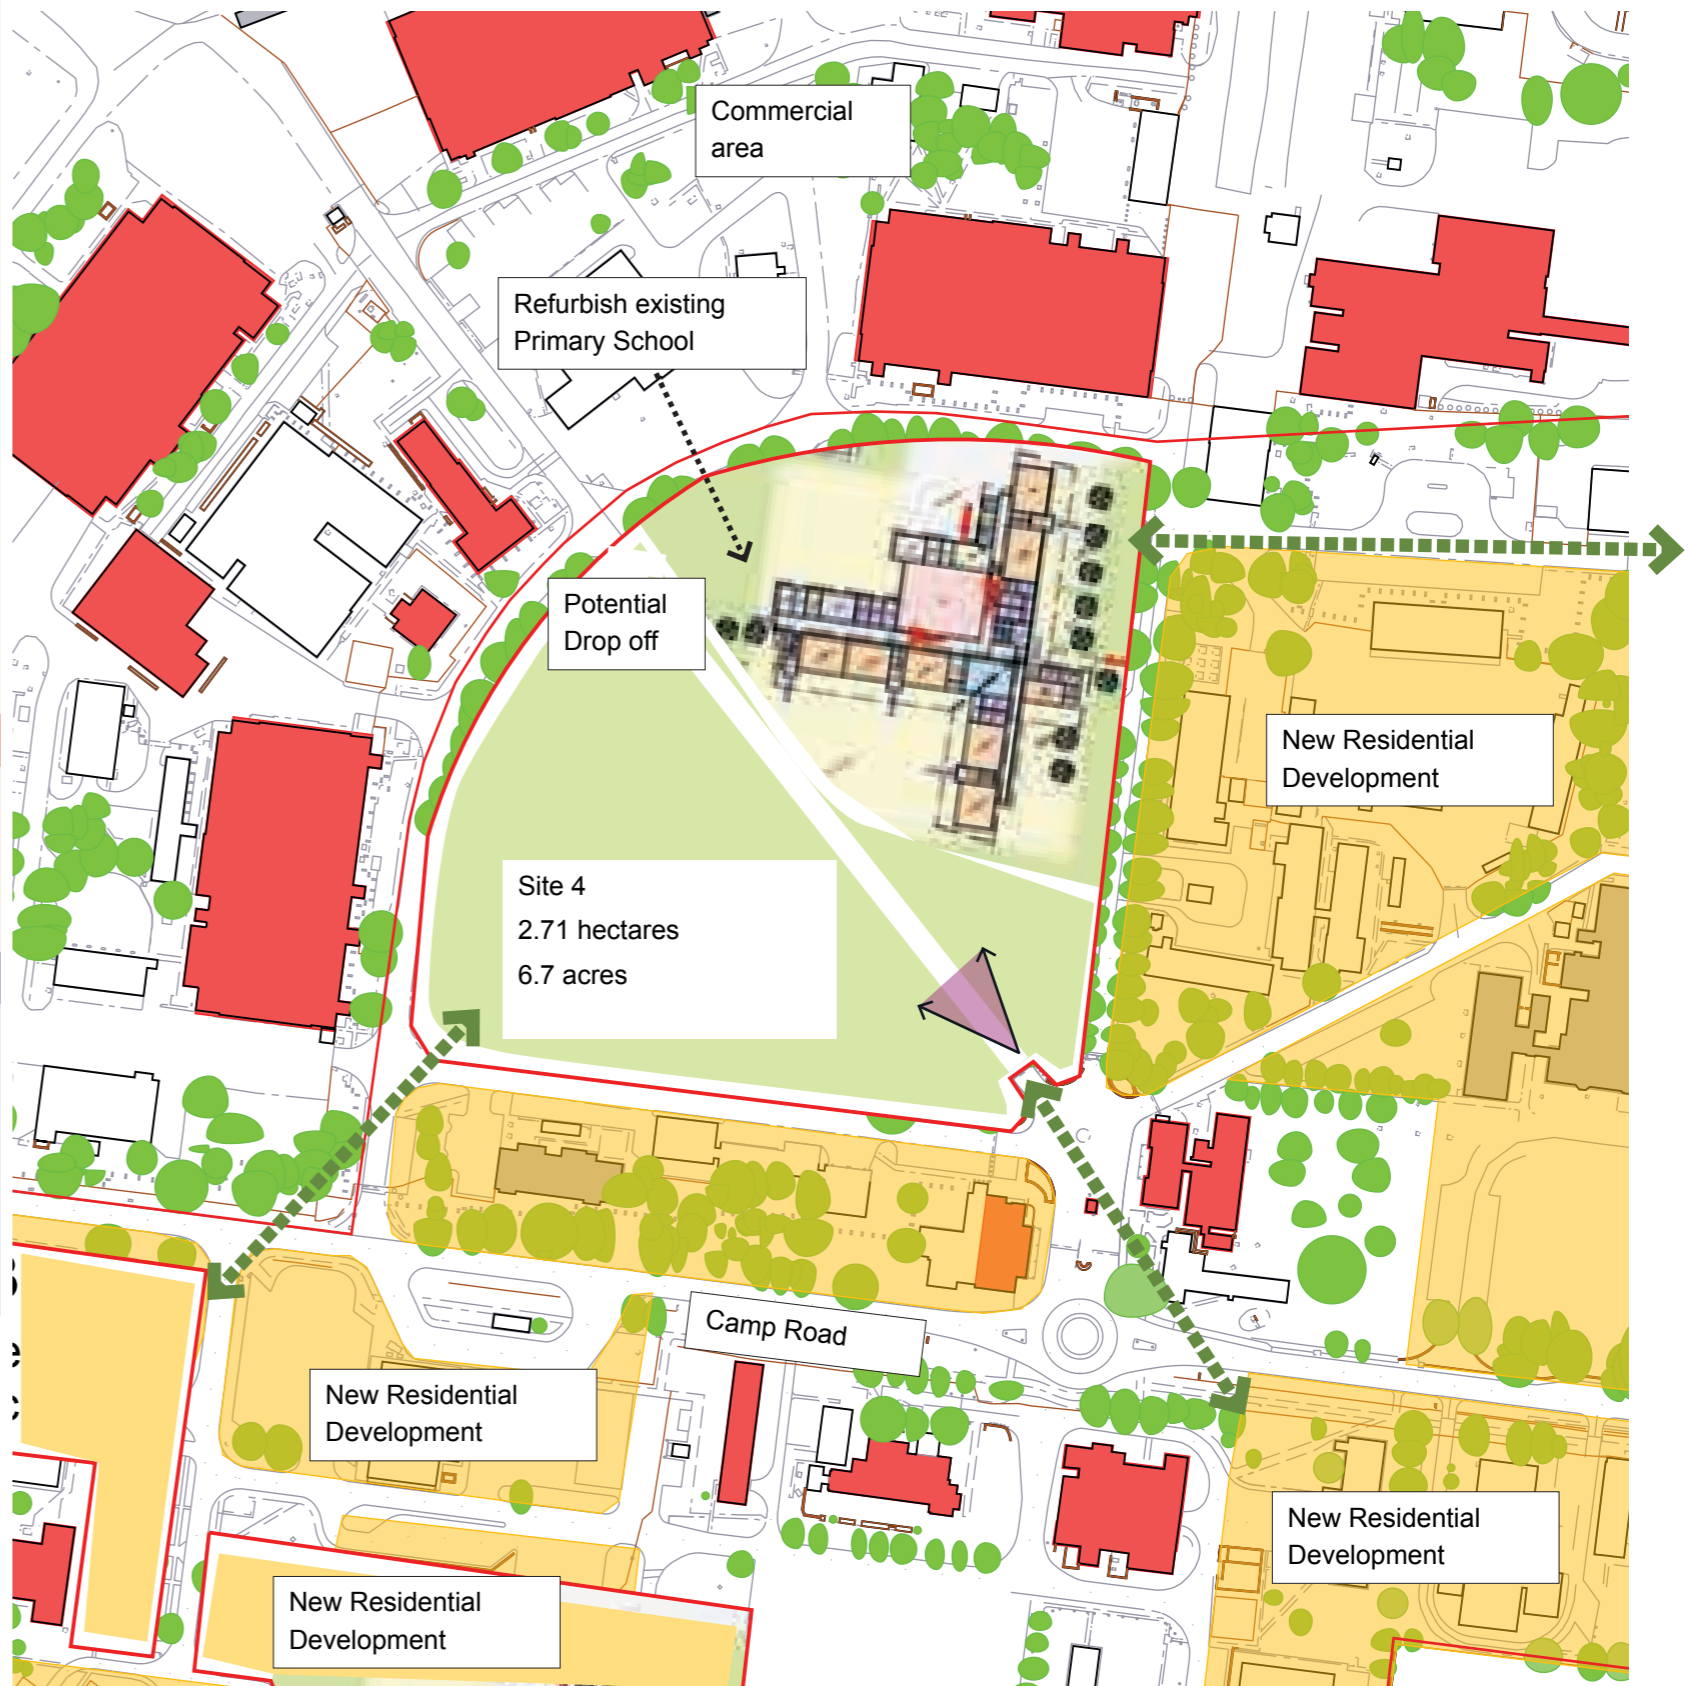 Commercial
area
Refurbish existing
Primary School
Potential
Drop off
New Residential
Development
Site 4
2.71 hectares
6.7 acres
Camp Road
New Residential
Development
New Residential
Development
New Residential
Development